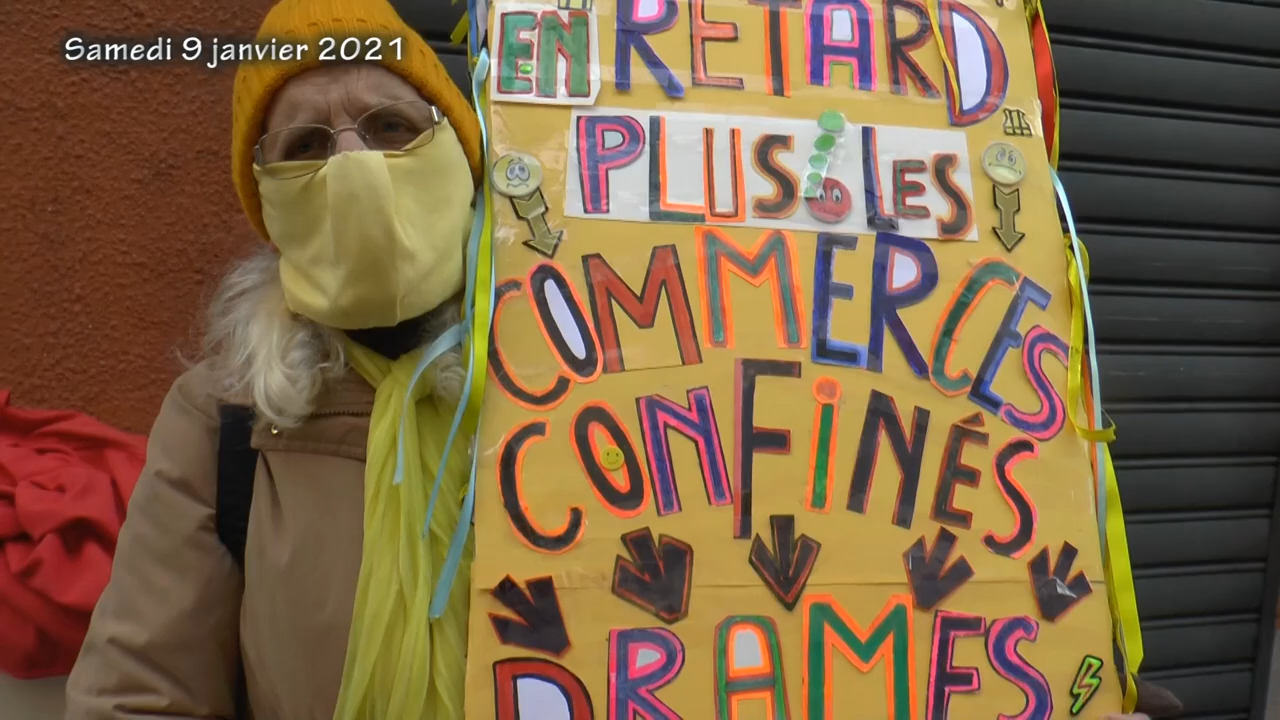 Samedi 9 janvier 2021
EN RETARD
PLUS LES
COMMERCES
CONFINÉS
DRAMES